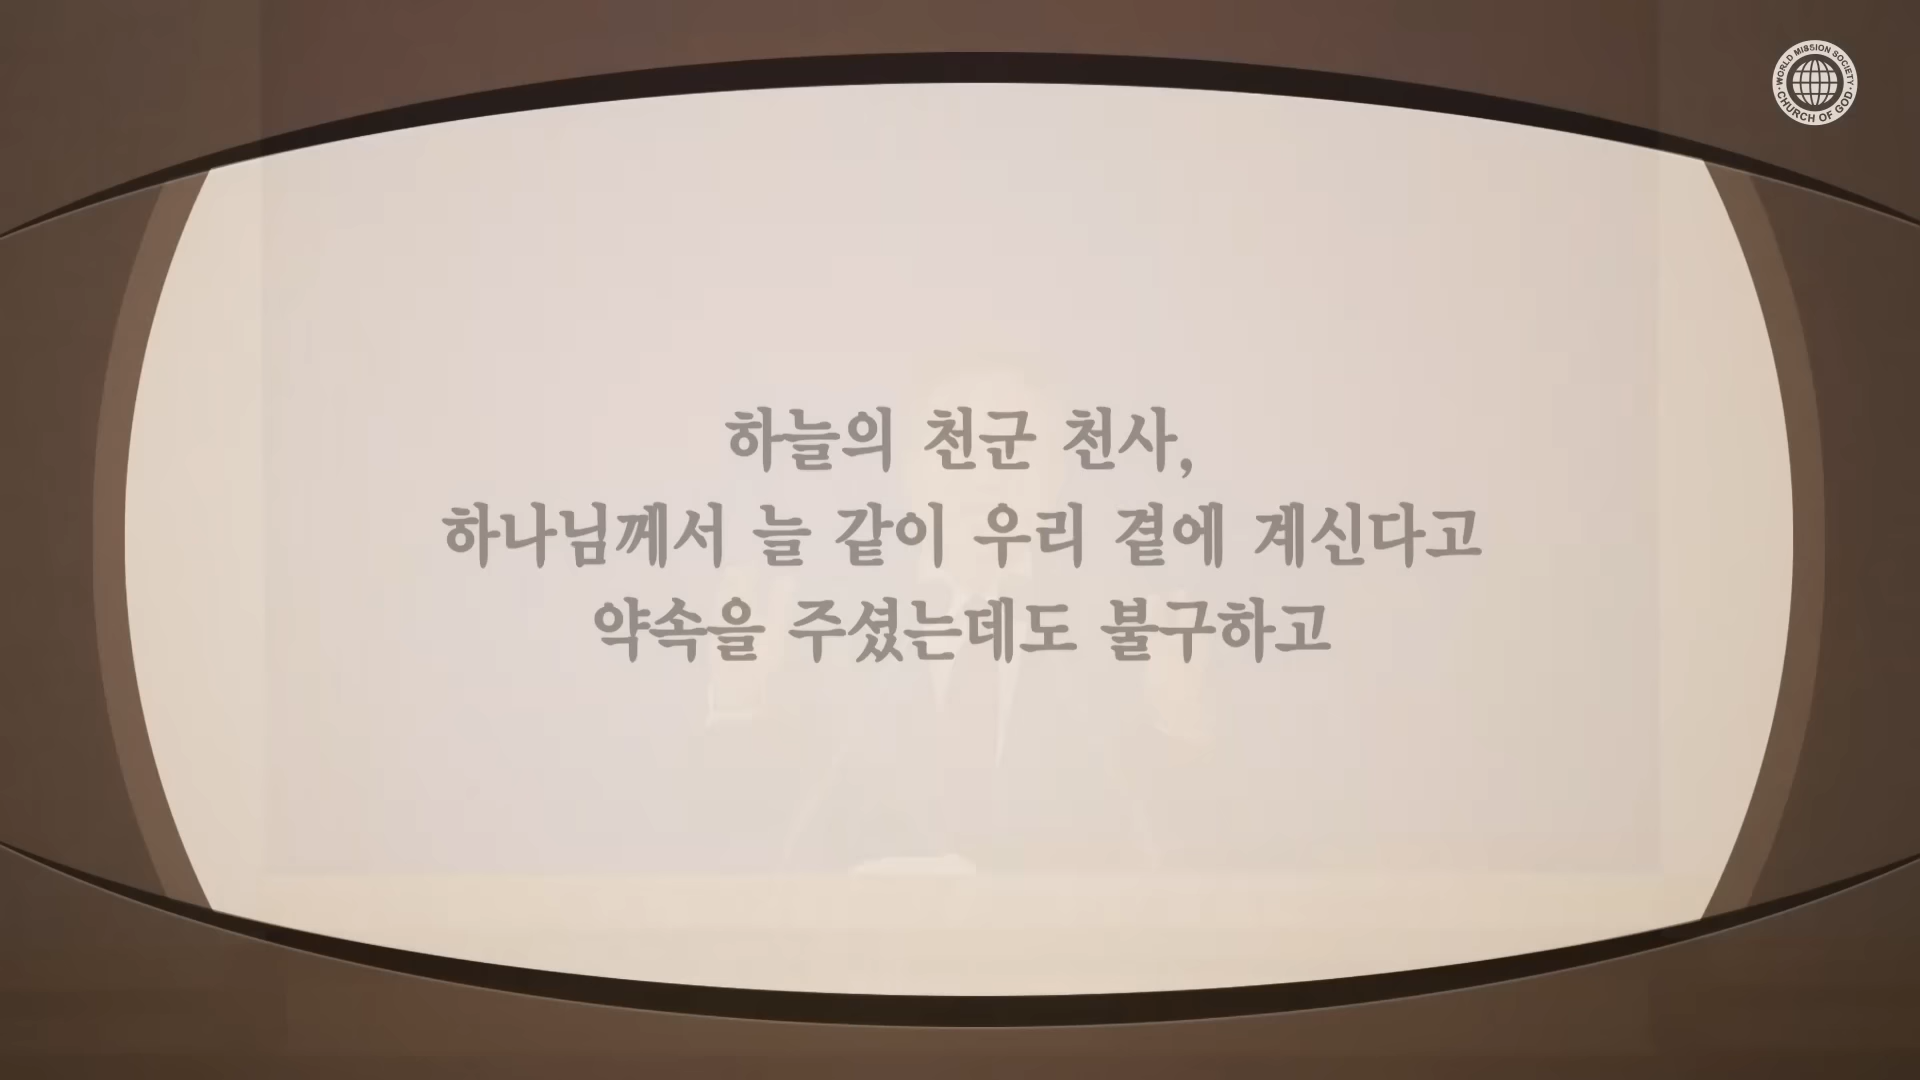 WORLD MISSION SOCIETY
CHURCH OF GOD
하늘의 천군 천사,
하나님께서 늘 같이 우리 곁에 계신다고
약속을 주셨는데도 불구하고